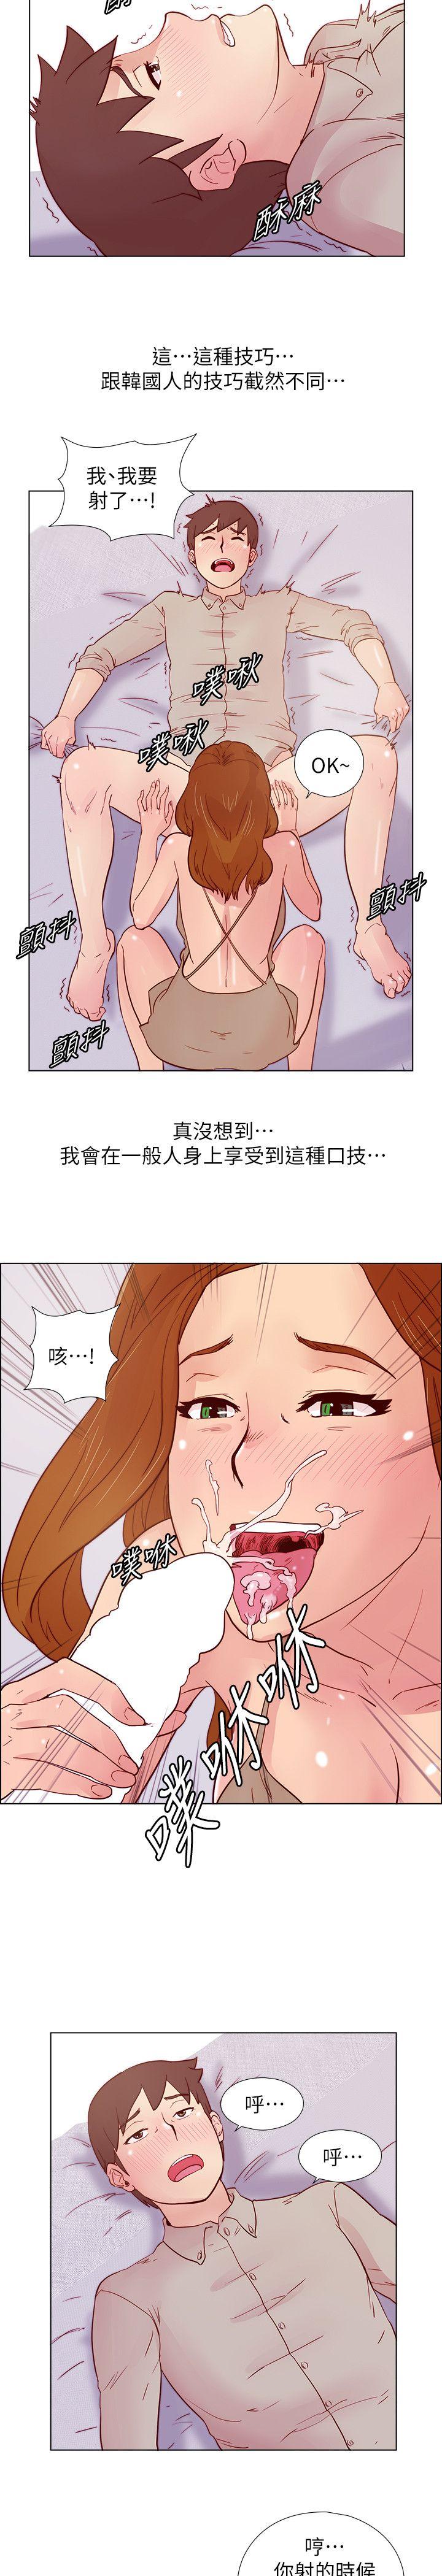 酥麻
這⋯這種技巧⋯
跟韓國人的技巧截然不同⋯
我、我要
射了⋯!
噗啾
噗啾
OK~
顫抖
顫抖
顫抖
真沒想到⋯
我會在一般人身上享受到這種口技⋯
咳⋯!
噗咻
噗咻咻
呼⋯
呼⋯
哼⋯
你射的時候